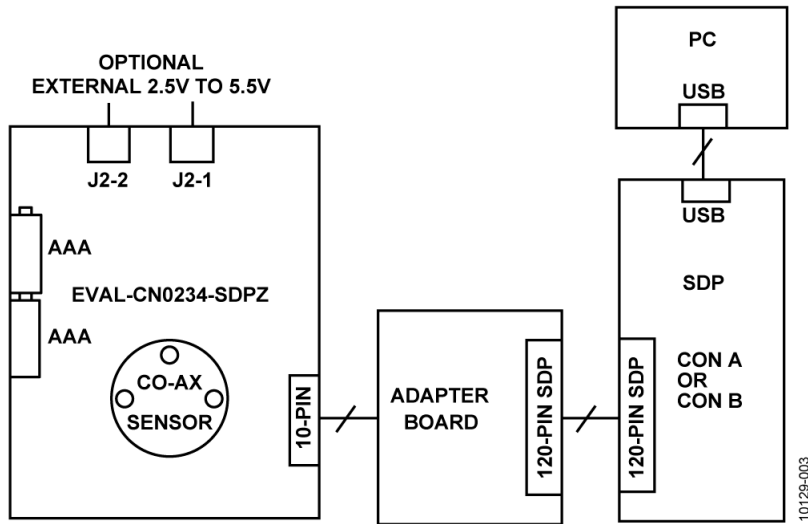 OPTIONAL
EXTERNAL 2.5V TO 5.5V
J2-2
J2-1
AAA
EVAL-CN0234-SDPZ
AAA
CO-AX
SENSOR
10-PIN
ADAPTER
BOARD
120-PIN SDP
120-PIN SDP
PC
USB
USB
SDP
CON A
OR
CON B
10129-003